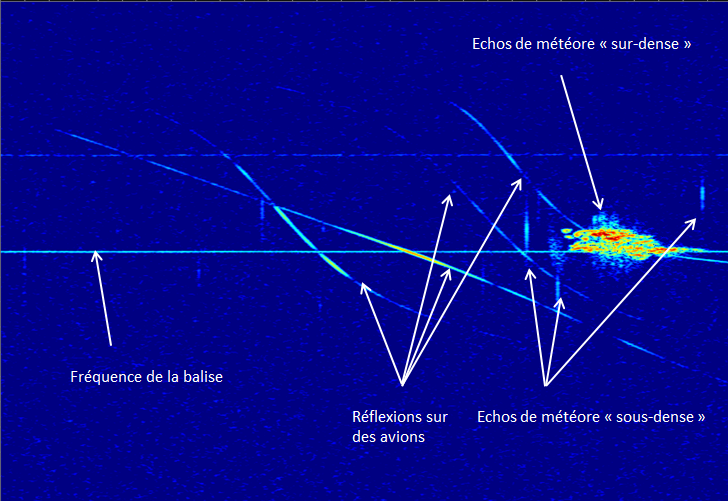 Echos de météore « sur-dense »
Fréquence de la balise
Réflexions sur
des avions
Echos de météore « sous-dense »